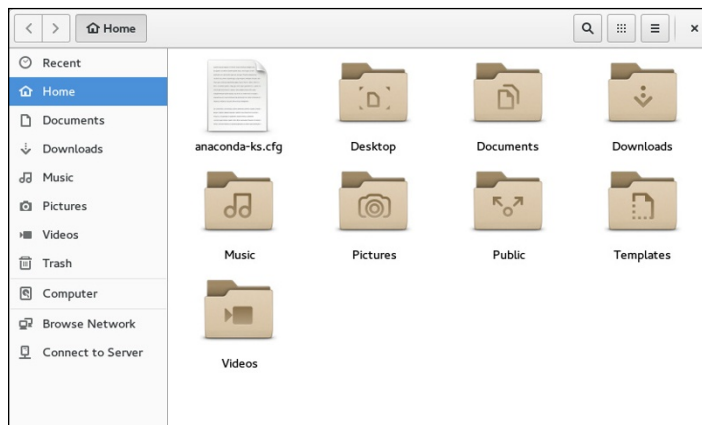 Home
Recent
Home
Documents
Downloads
Music
Pictures
Videos
Trash
Computer
Browse Network
Connect to Server
anaconda-ks.cfg
Desktop
Documents
Downloads
Music
Pictures
Public
Templates
Videos